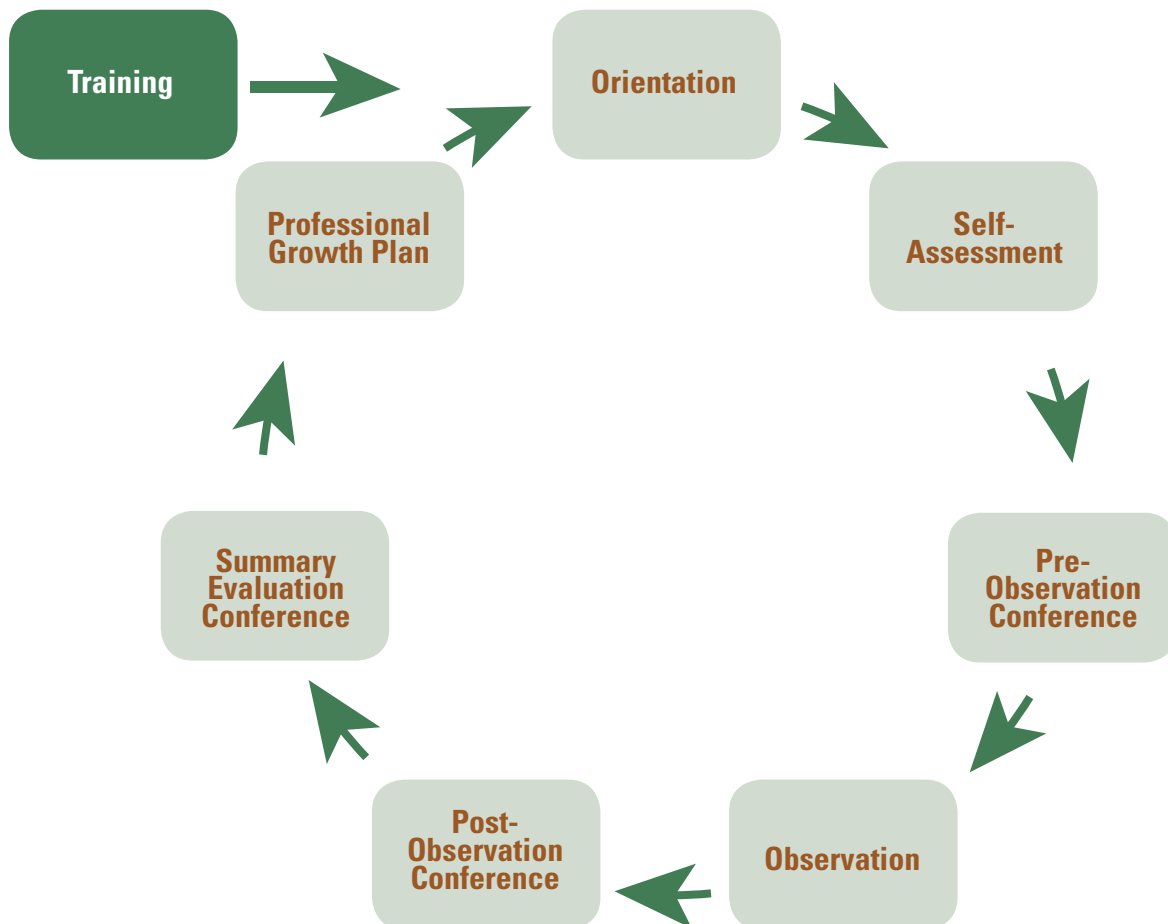 Training
Orientation
Self-
Assessment
Pre-
Observation
Conference
Observation
Post-
Observation
Conference
Summary
Evaluation
Conference
Professional
Growth Plan